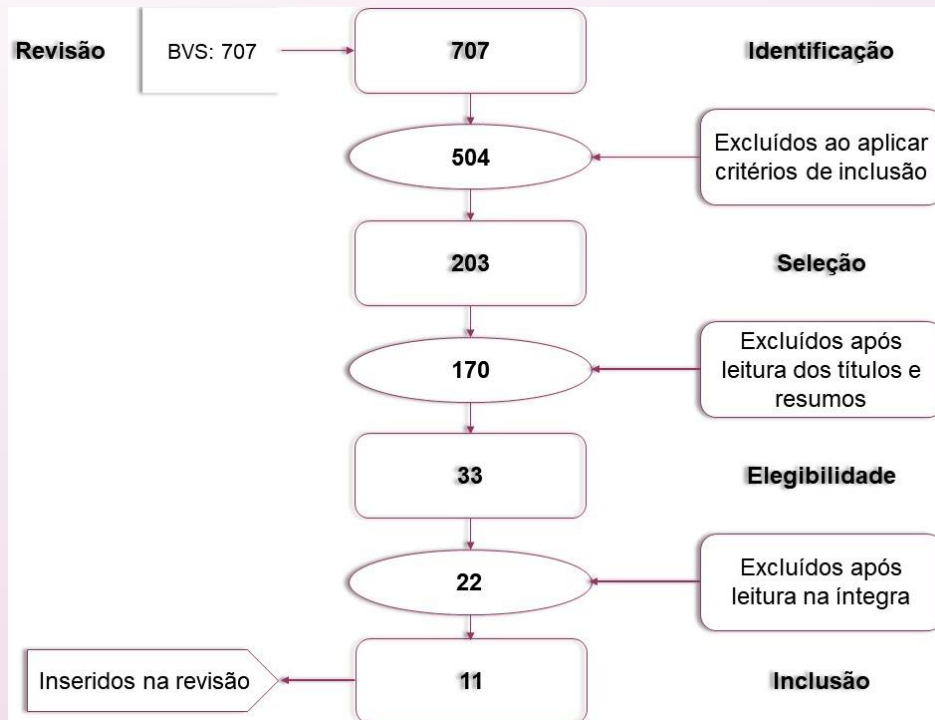 Revisão
BVS: 707
707
Identificação
504
Excluídos ao aplicar
critérios de inclusão
203
Seleção
170
Excluídos após
leitura dos títulos e
resumos
33
Elegibilidade
22
Excluídos após
leitura na íntegra
Inseridos na revisão
11
Inclusão